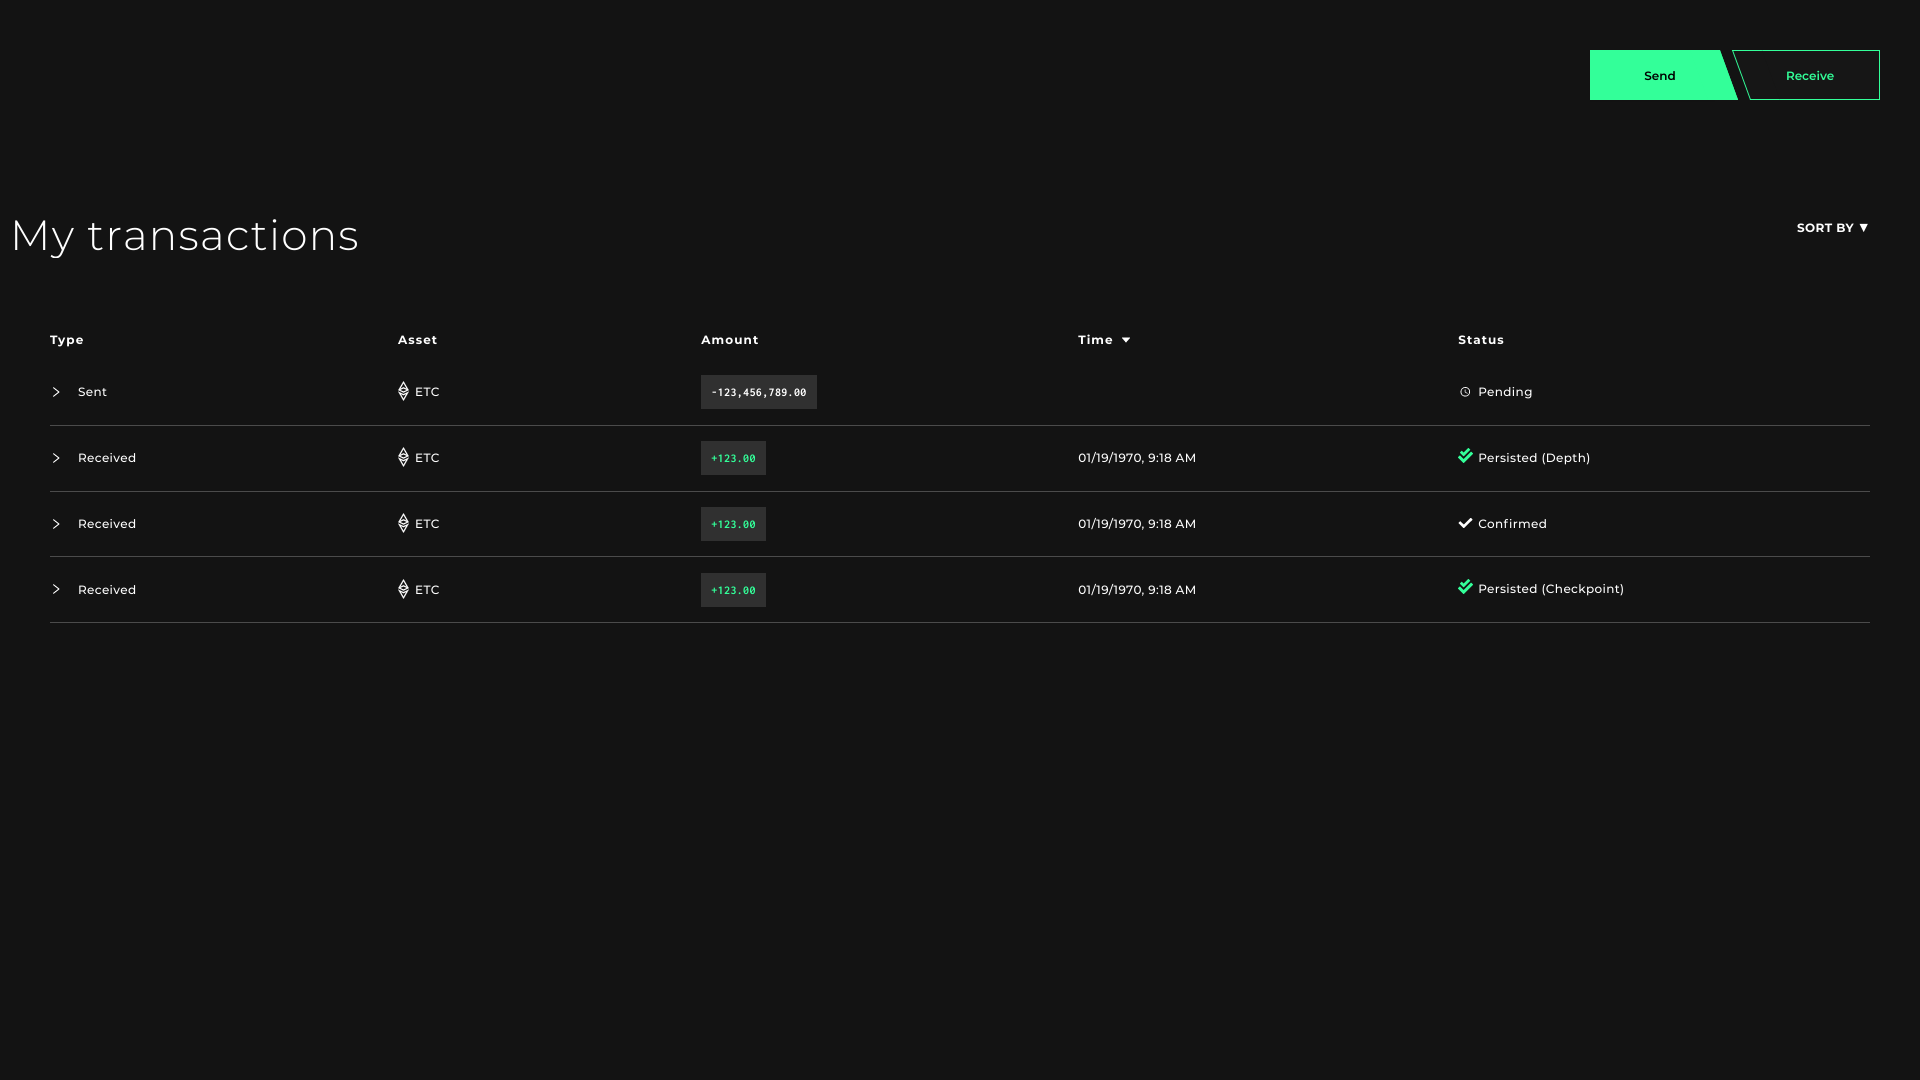 Send
Receive
My transactions
SORT BY ▼
Type Asset Amount Time Status
Sent ETC -123,456,789.00 Pending
Received ETC +123.00 01/19/1970, 9:18 AM Persisted (Depth)
Received ETC +123.00 01/19/1970, 9:18 AM Confirmed
Received ETC +123.00 01/19/1970, 9:18 AM Persisted (Checkpoint)